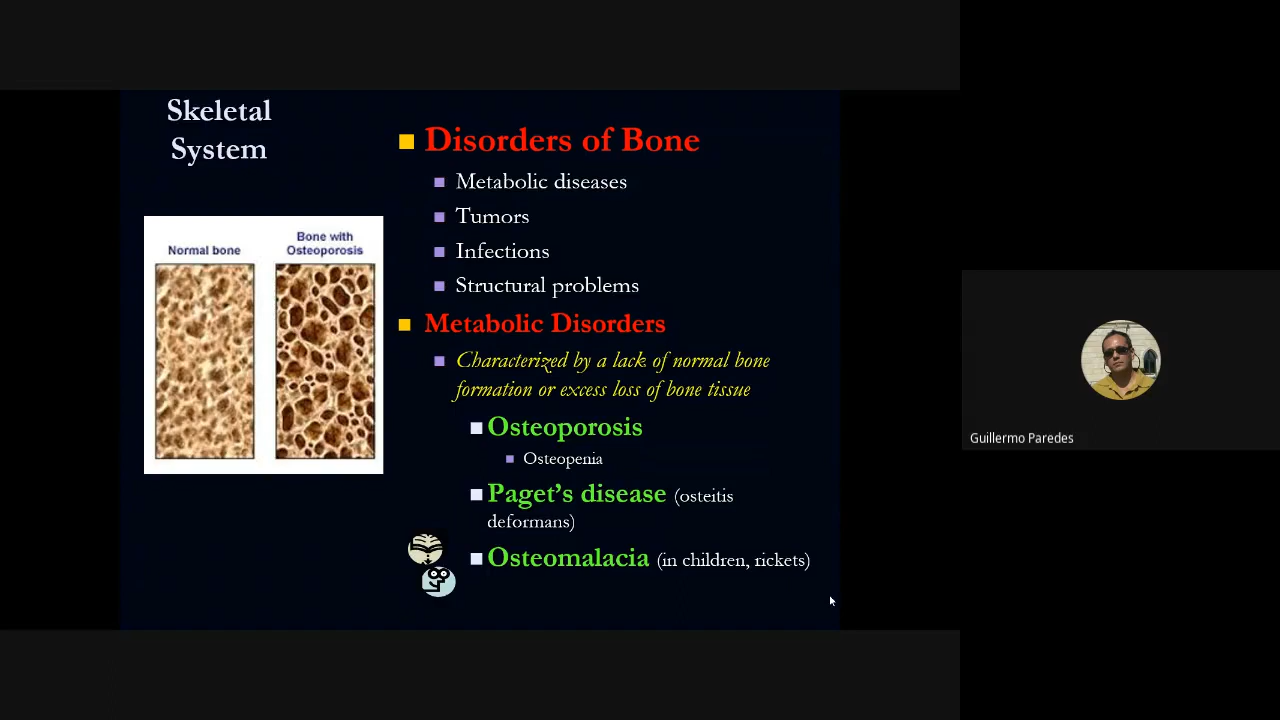 Skeletal
System
Normal bone
Bone with
Osteoporosis
Disorders of Bone
Metabolic diseases
Tumors
Infections
Structural problems
Metabolic Disorders
Characterized by a lack of normal bone
formation or excess loss of bone tissue
Osteoporosis
Osteopenia
Paget’s disease (osteitis
deformans)
Osteomalacia (in children, rickets)
Guillermo Paredes